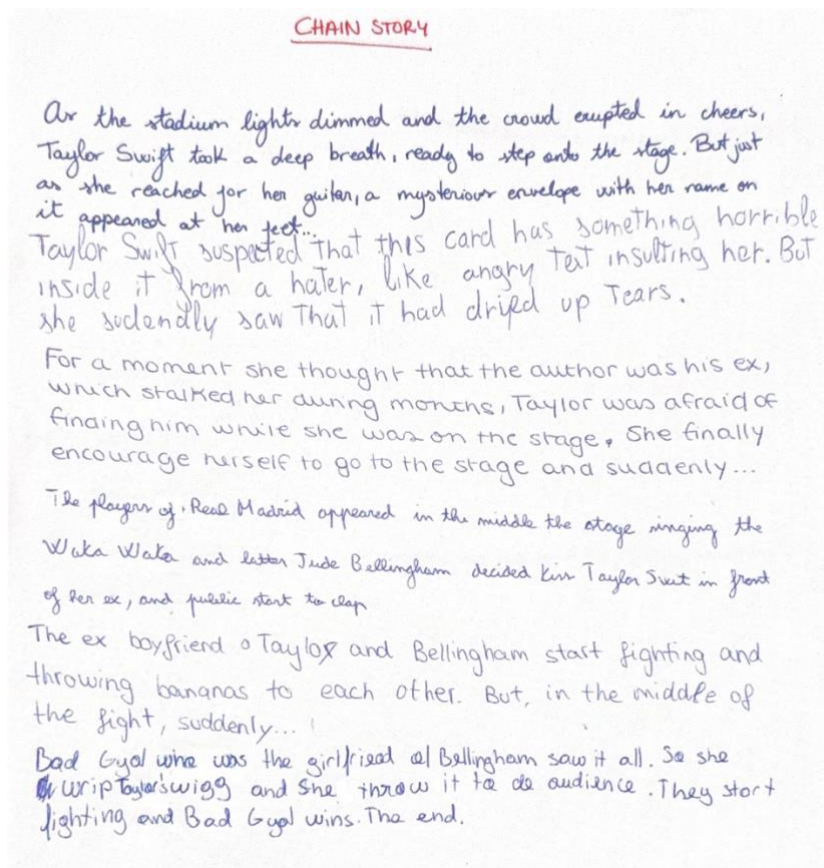 CHAIN STORY
As the stadium lights dimmed and the crowd erupted in cheers,
Taylor Swift took a deep breath, ready to step onto the stage. But just
as she reached for her guitar, a mysterious envelope with her name on
it appeared at her feet...
Taylor Swift suspected that this card has something horrible
inside it from a hater, like angry text insulting her. But
she sudendly saw that it had dryed up Tears.
For a moment she thought that the author was his ex,
which stalked her during months, Taylor was afraid of
finding him while she was on the stage. She finally
encourage herself to go to the stage and suddenly...
The players of Real Madrid appeared in the middle the stage singing the
Waka Waka and latter Jude Bellingham decided kiss Taylor Swit in front
of her ex, and public start to clap
The ex boyfriend o Taylor and Bellingham start fighting and
throwing bananas to each other. But, in the middle of
the fight, suddenly...
Bad Gyal who was the girlfriead of Bellingham saw it all. So she
wrip Taylor's wigg and she throw it to de audience. They start
fighting and Bad Gyal wins. The end.